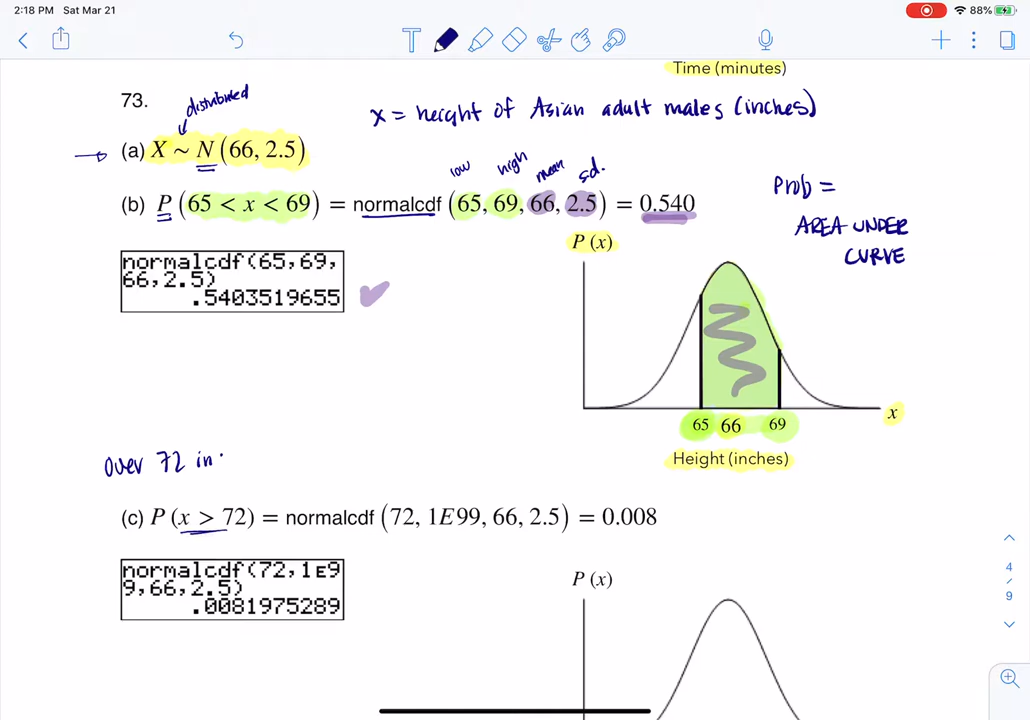 2:18 PM Sat Mar 21
88%
T
Time (minutes)
73.
distributed
x = height of Asian adult males (inches)
(a) X ~ N (66, 2.5)
low high mean s.d.
(b) P (65 < x < 69) = normalcdf (65, 69, 66, 2.5) = 0.540
Prob =
AREA UNDER
CURVE
P (x)
normalcdf(65,69,
66,2.5)
.5403519655
x
65 66 69
Height (inches)
over 72 in.
(c) P (x > 72) = normalcdf (72, 1E99, 66, 2.5) = 0.008
normalcdf(72,1E9
9,66,2.5)
.0081975289
P (x)
4
/
9